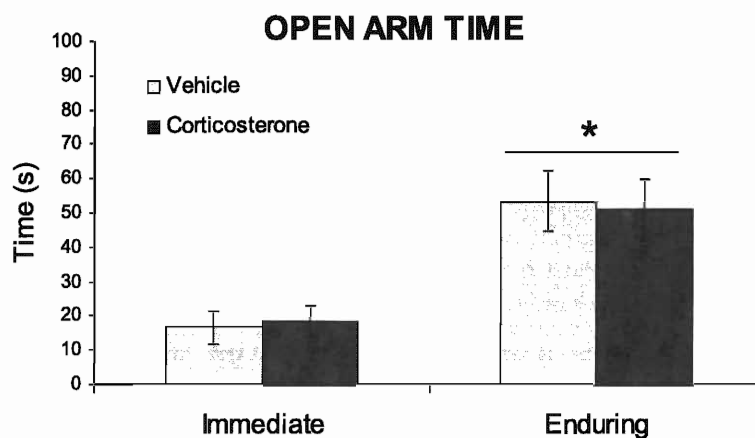 OPEN ARM TIME
100
90
80
70
60
50
40
30
20
10
0
Time (s)
Vehicle
Corticosterone
*
Immediate
Enduring